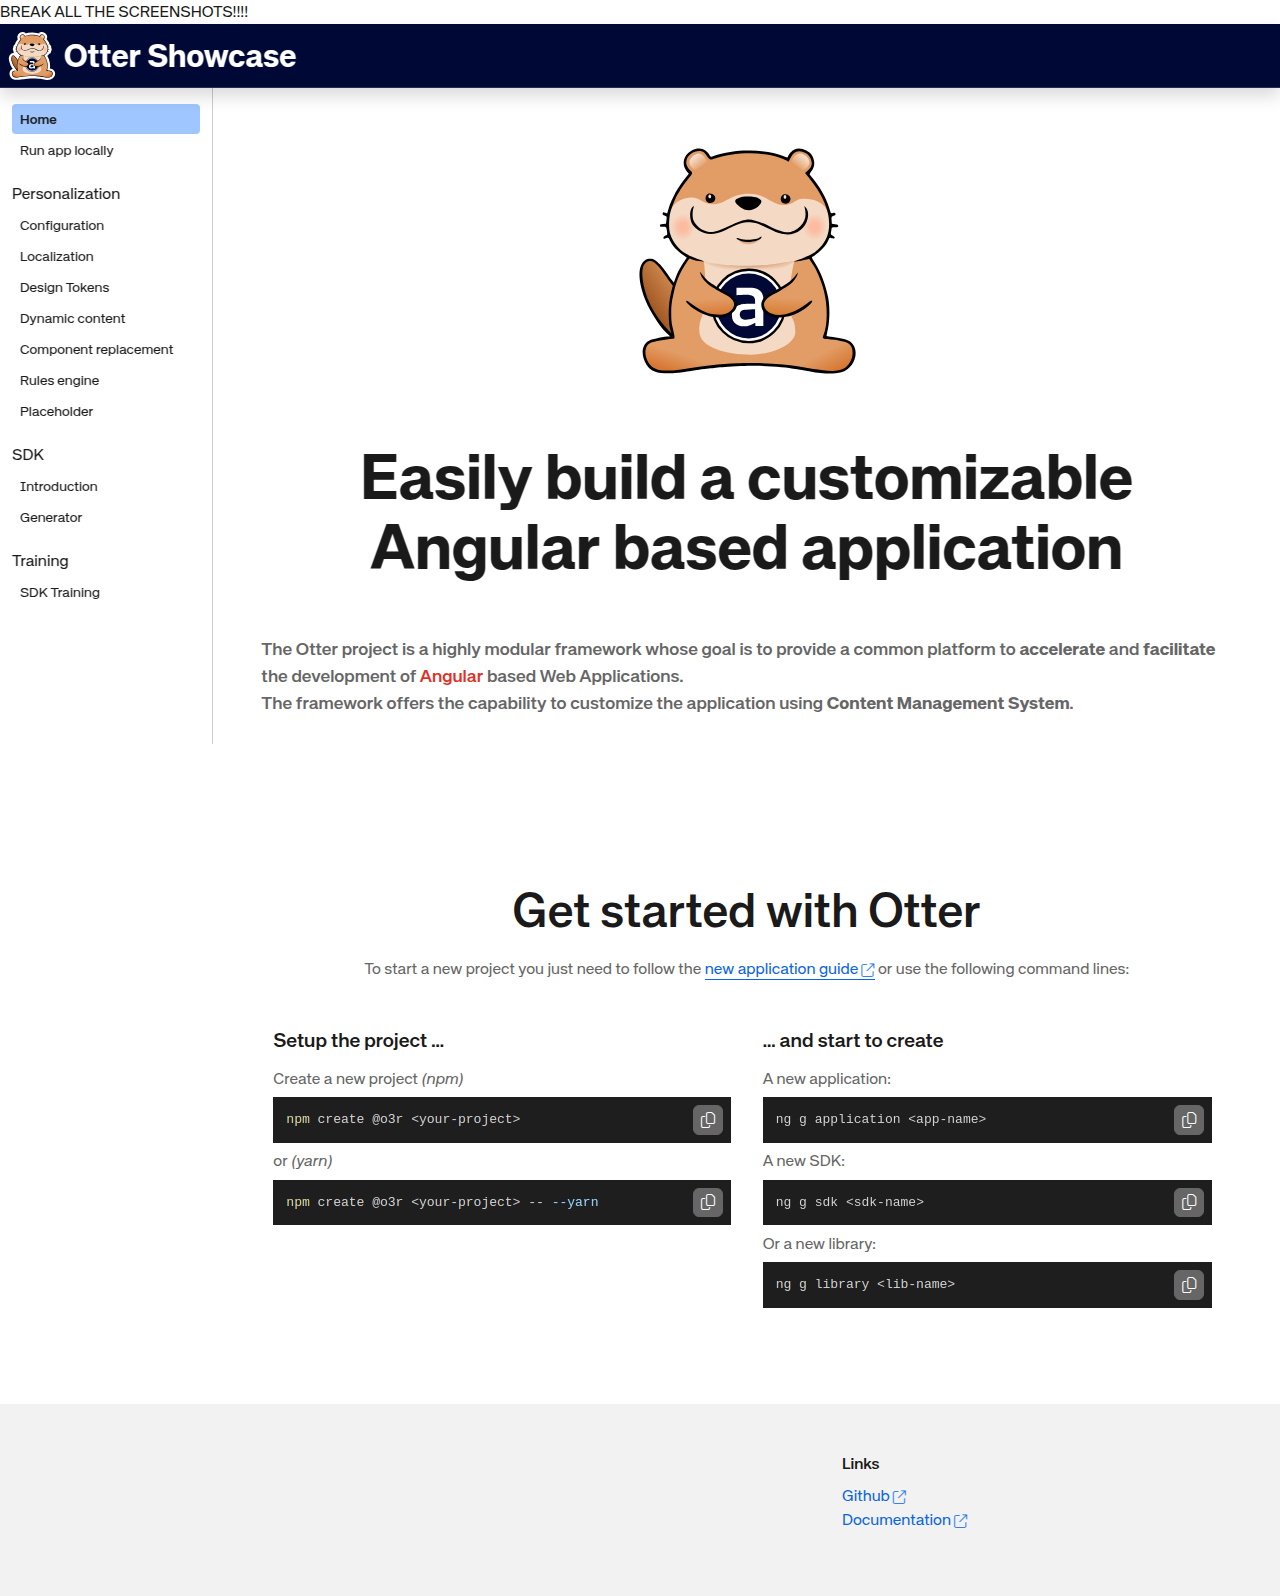 BREAK ALL THE SCREENSHOTS!!!!
Otter Showcase
Home
Run app locally
Personalization
Configuration
Localization
Design Tokens
Dynamic content
Component replacement
Rules engine
Placeholder
SDK
Introduction
Generator
Training
SDK Training
a
Easily build a customizable
Angular based application
The Otter project is a highly modular framework whose goal is to provide a common platform to accelerate and facilitate
the development of Angular based Web Applications.
The framework offers the capability to customize the application using Content Management System.
Get started with Otter
To start a new project you just need to follow the new application guide or use the following command lines:
Setup the project ...
Create a new project (npm)
npm create @o3r <your-project>
or (yarn)
npm create @o3r <your-project> -- --yarn
... and start to create
A new application:
ng g application <app-name>
A new SDK:
ng g sdk <sdk-name>
Or a new library:
ng g library <lib-name>
Links
Github
Documentation